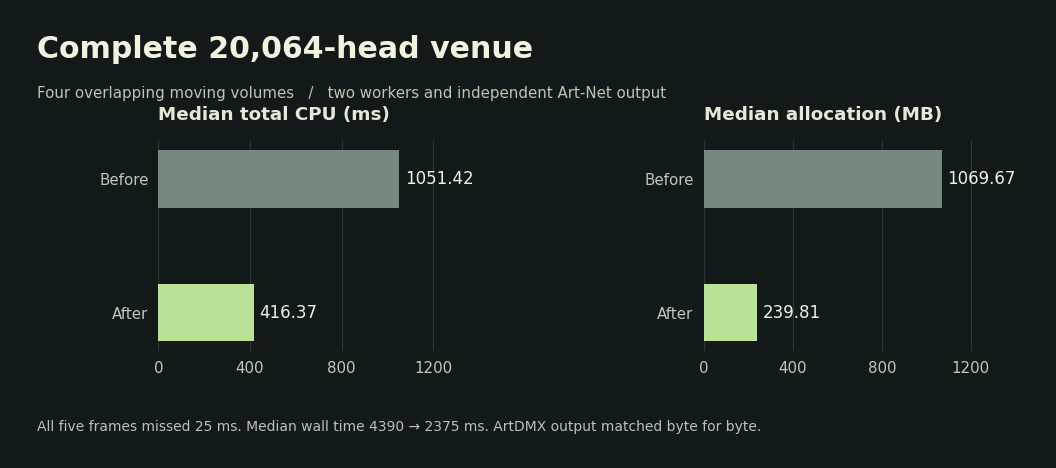 Complete 20,064-head venue
Four overlapping moving volumes / two workers and independent Art-Net output
Median total CPU (ms)
Before 1051.42
After 416.37
0 400 800 1200
Median allocation (MB)
Before 1069.67
After 239.81
0 400 800 1200
All five frames missed 25 ms. Median wall time 4390 → 2375 ms. ArtDMX output matched byte for byte.